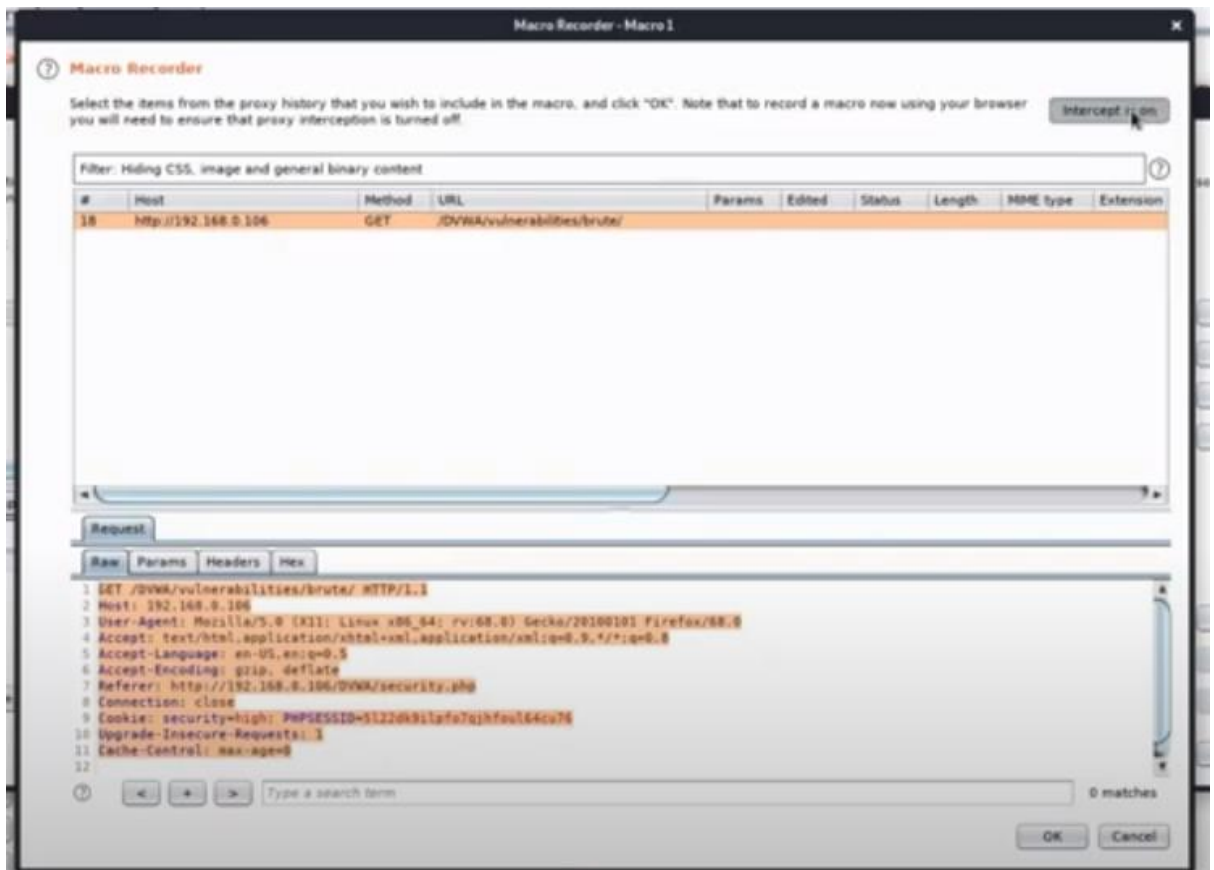 Macro Recorder - Macro 1
Macro Recorder
Select the items from the proxy history that you wish to include in the macro, and click "OK". Note that to record a macro now using your browser
you will need to ensure that proxy interception is turned off.
Intercept is on
Filter: Hiding CSS, image and general binary content
# Host Method URL Params Edited Status Length MIME type Extension
18 http://192.168.0.106 GET /DVWA/vulnerabilities/brute/
Request
Raw Params Headers Hex
1 GET /DVWA/vulnerabilities/brute/ HTTP/1.1
2 Host: 192.168.0.106
3 User-Agent: Mozilla/5.0 (X11; Linux x86_64; rv:68.0) Gecko/20100101 Firefox/68.0
4 Accept: text/html,application/xhtml+xml,application/xml;q=0.9,*/*;q=0.8
5 Accept-Language: en-US,en;q=0.5
6 Accept-Encoding: gzip, deflate
7 Referer: http://192.168.0.106/DVWA/security.php
8 Connection: close
9 Cookie: security=high; PHPSESSID=5l22dk9ilpfo7qjhfoul64cu76
10 Upgrade-Insecure-Requests: 1
11 Cache-Control: max-age=0
12
< + > Type a search term 0 matches
OK Cancel